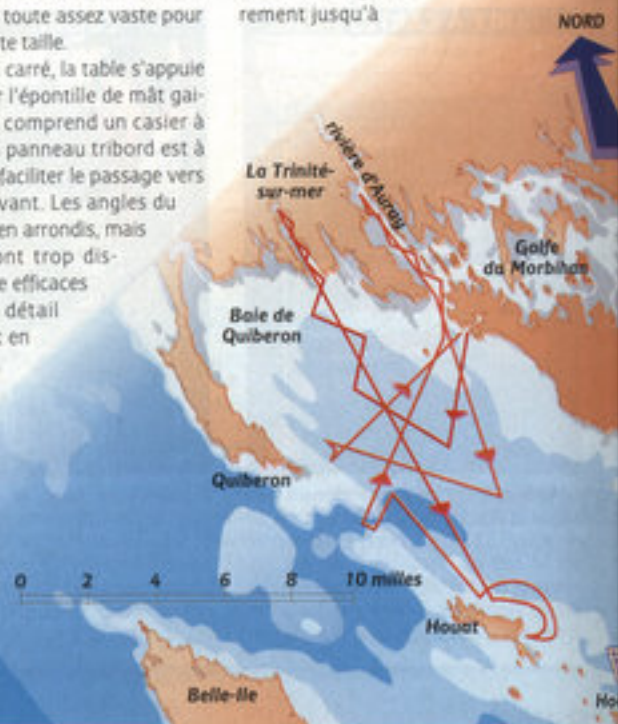 toute assez vaste pour
te taille.
carré, la table s'appuie
r l'épontille de mât gai-
comprend un casier à
panneau tribord est à
faciliter le passage vers
vant. Les angles du
en arrondis, mais
ont trop dis-
e efficaces
détail
t en
rement jusqu'à
NORD
rivière d'Auray
La Trinité-
sur-mer
Golfe
du Morbihan
Baie de
Quiberon
Quiberon
0 2 4 6 8 10 milles
Houat
Belle-Ile
Ho